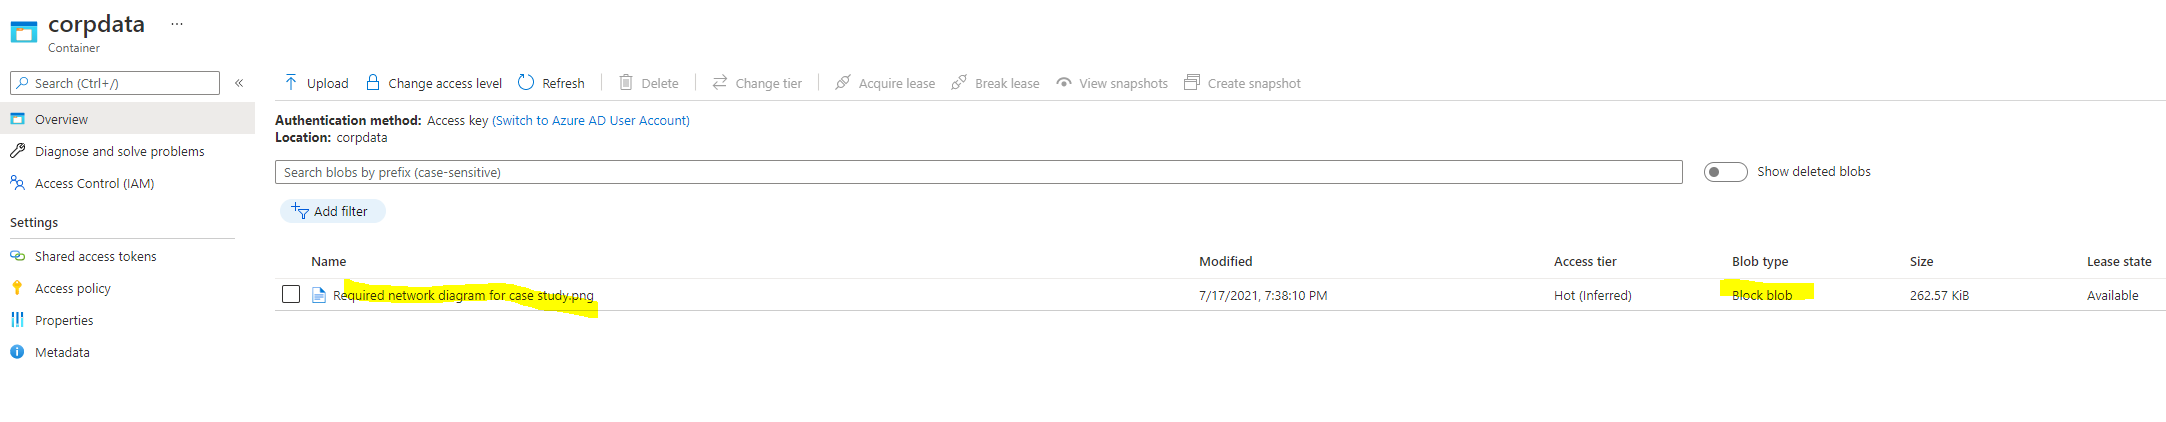 corpdata ...
Container
Search (Ctrl+/) «
Overview
Diagnose and solve problems
Access Control (IAM)
Settings
Shared access tokens
Access policy
Properties
Metadata
Upload Change access level Refresh Delete Change tier Acquire lease Break lease View snapshots Create snapshot
Authentication method: Access key (Switch to Azure AD User Account)
Location: corpdata
Search blobs by prefix (case-sensitive) Show deleted blobs
Add filter
Name Modified Access tier Blob type Size Lease state
Required network diagram for case study.png 7/17/2021, 7:38:10 PM Hot (Inferred) Block blob 262.57 KiB Available